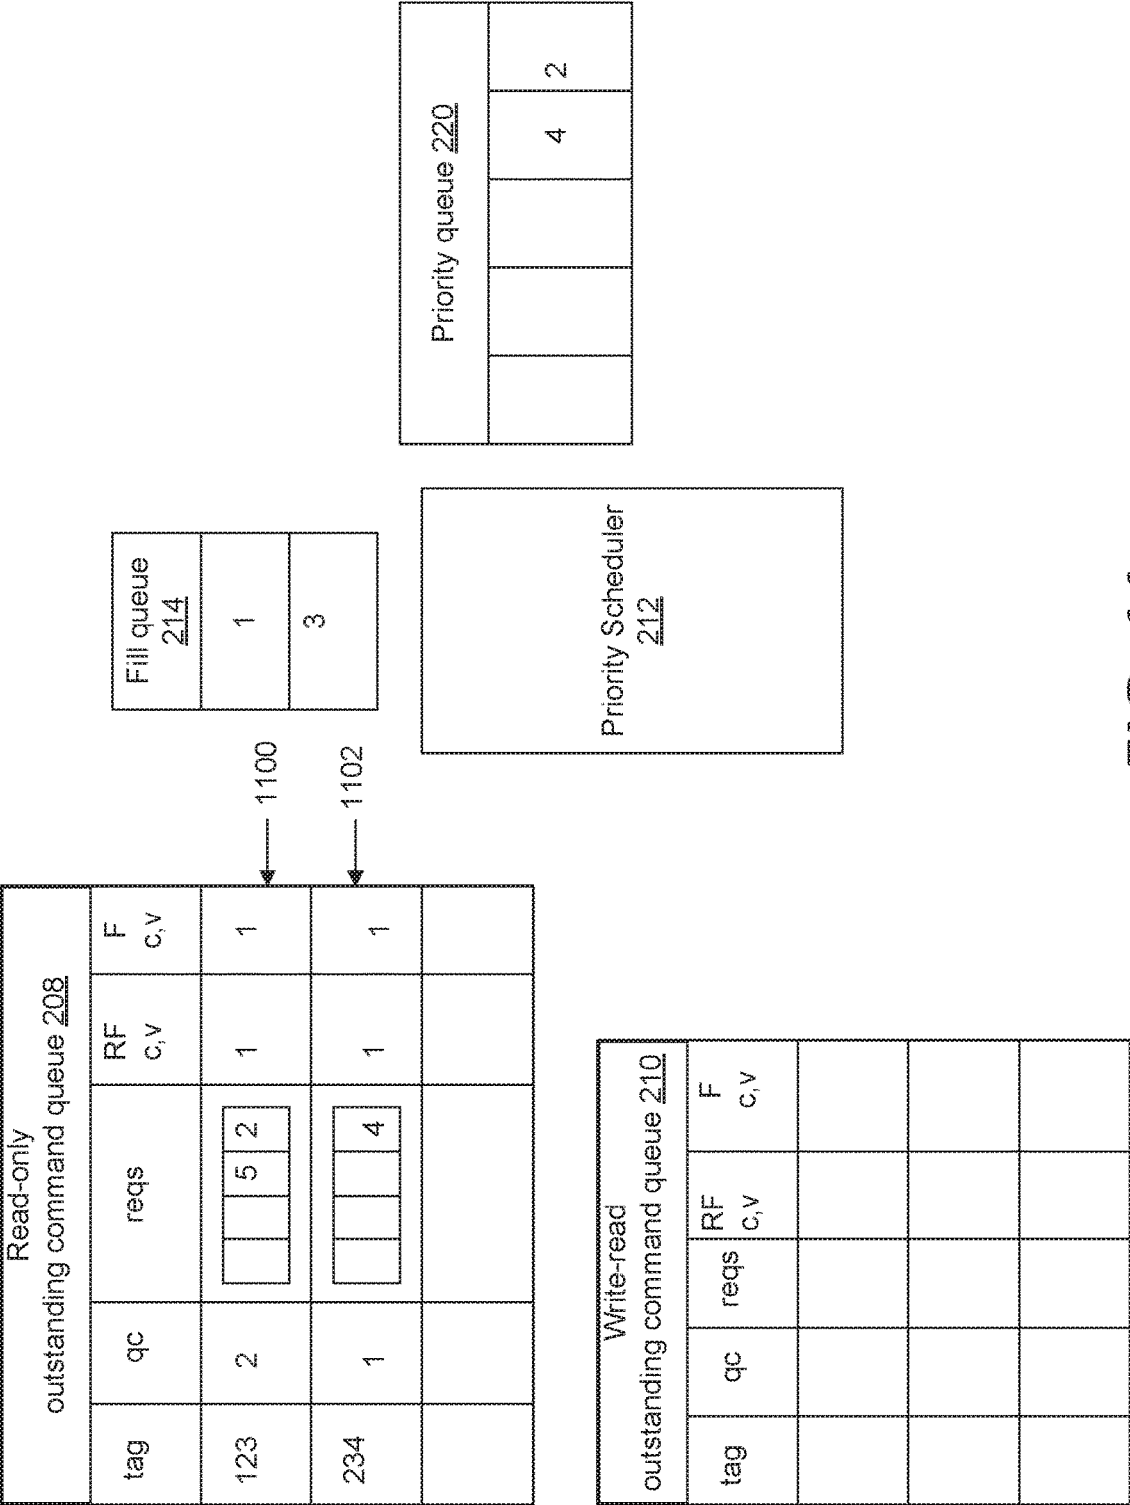 Read-only
outstanding command queue 208
tag qc reqs RF c,v F c,v
123 2 5 2 1 1
234 1 4 1 1
1100
1102
Fill queue
214
1
3
Write-read
outstanding command queue 210
tag qc reqs RF c,v F c,v
Priority Scheduler
212
Priority queue 220
4 2